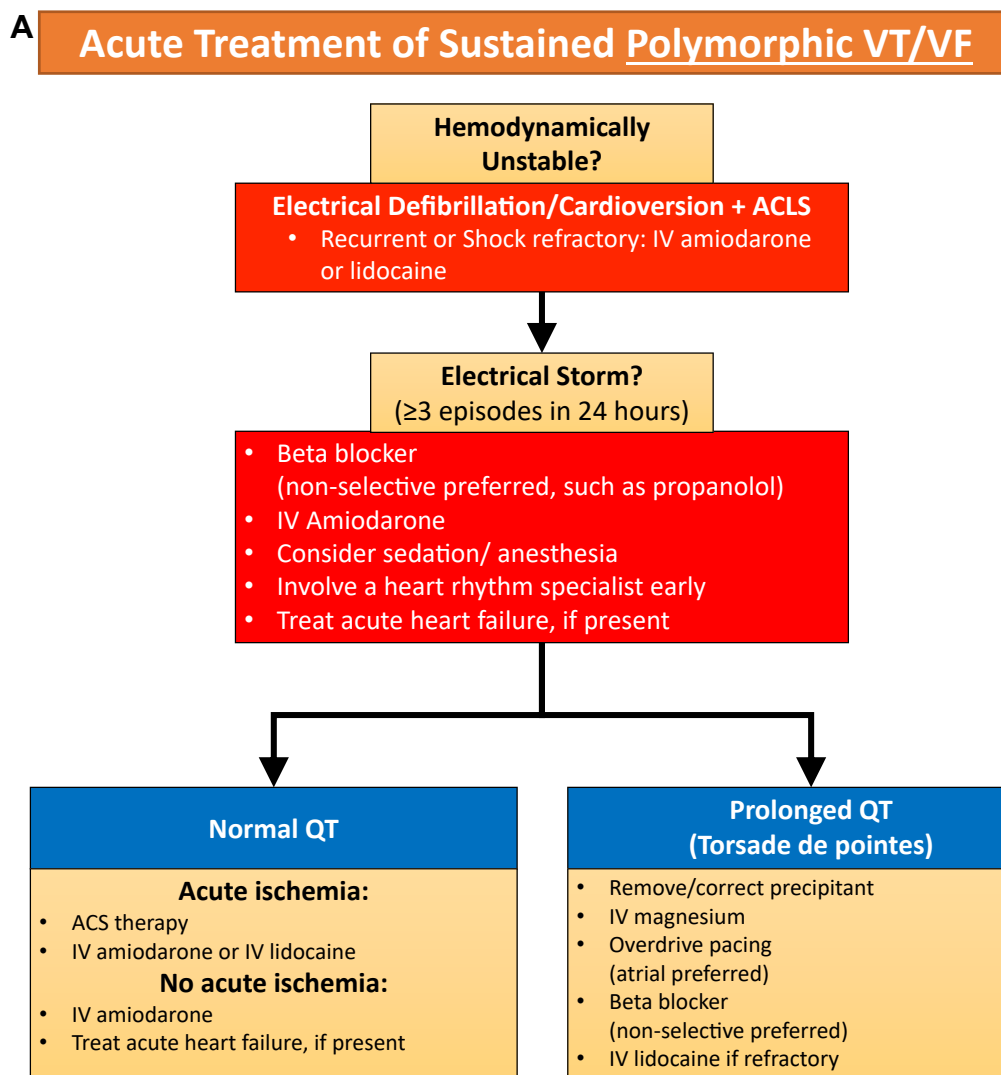 A
Acute Treatment of Sustained Polymorphic VT/VF
Hemodynamically
Unstable?
Electrical Defibrillation/Cardioversion + ACLS
• Recurrent or Shock refractory: IV amiodarone
or lidocaine
Electrical Storm?
(≥3 episodes in 24 hours)
• Beta blocker
(non-selective preferred, such as propanolol)
• IV Amiodarone
• Consider sedation/ anesthesia
• Involve a heart rhythm specialist early
• Treat acute heart failure, if present
Normal QT
Acute ischemia:
• ACS therapy
• IV amiodarone or IV lidocaine
No acute ischemia:
• IV amiodarone
• Treat acute heart failure, if present
Prolonged QT
(Torsade de pointes)
• Remove/correct precipitant
• IV magnesium
• Overdrive pacing
(atrial preferred)
• Beta blocker
(non-selective preferred)
• IV lidocaine if refractory